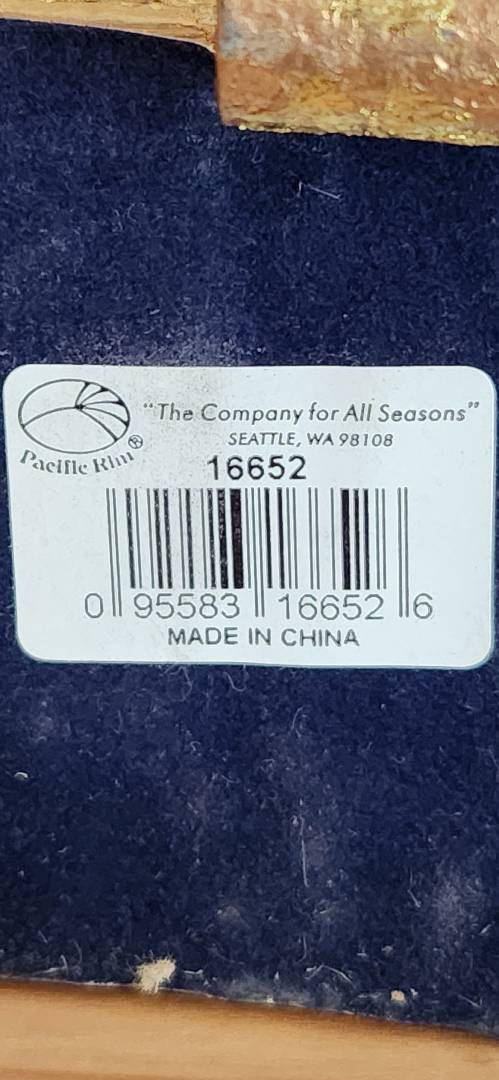 "The Company for All Seasons"
SEATTLE, WA 98108
Pacific Rim®
16652
0 95583 16652 6
MADE IN CHINA